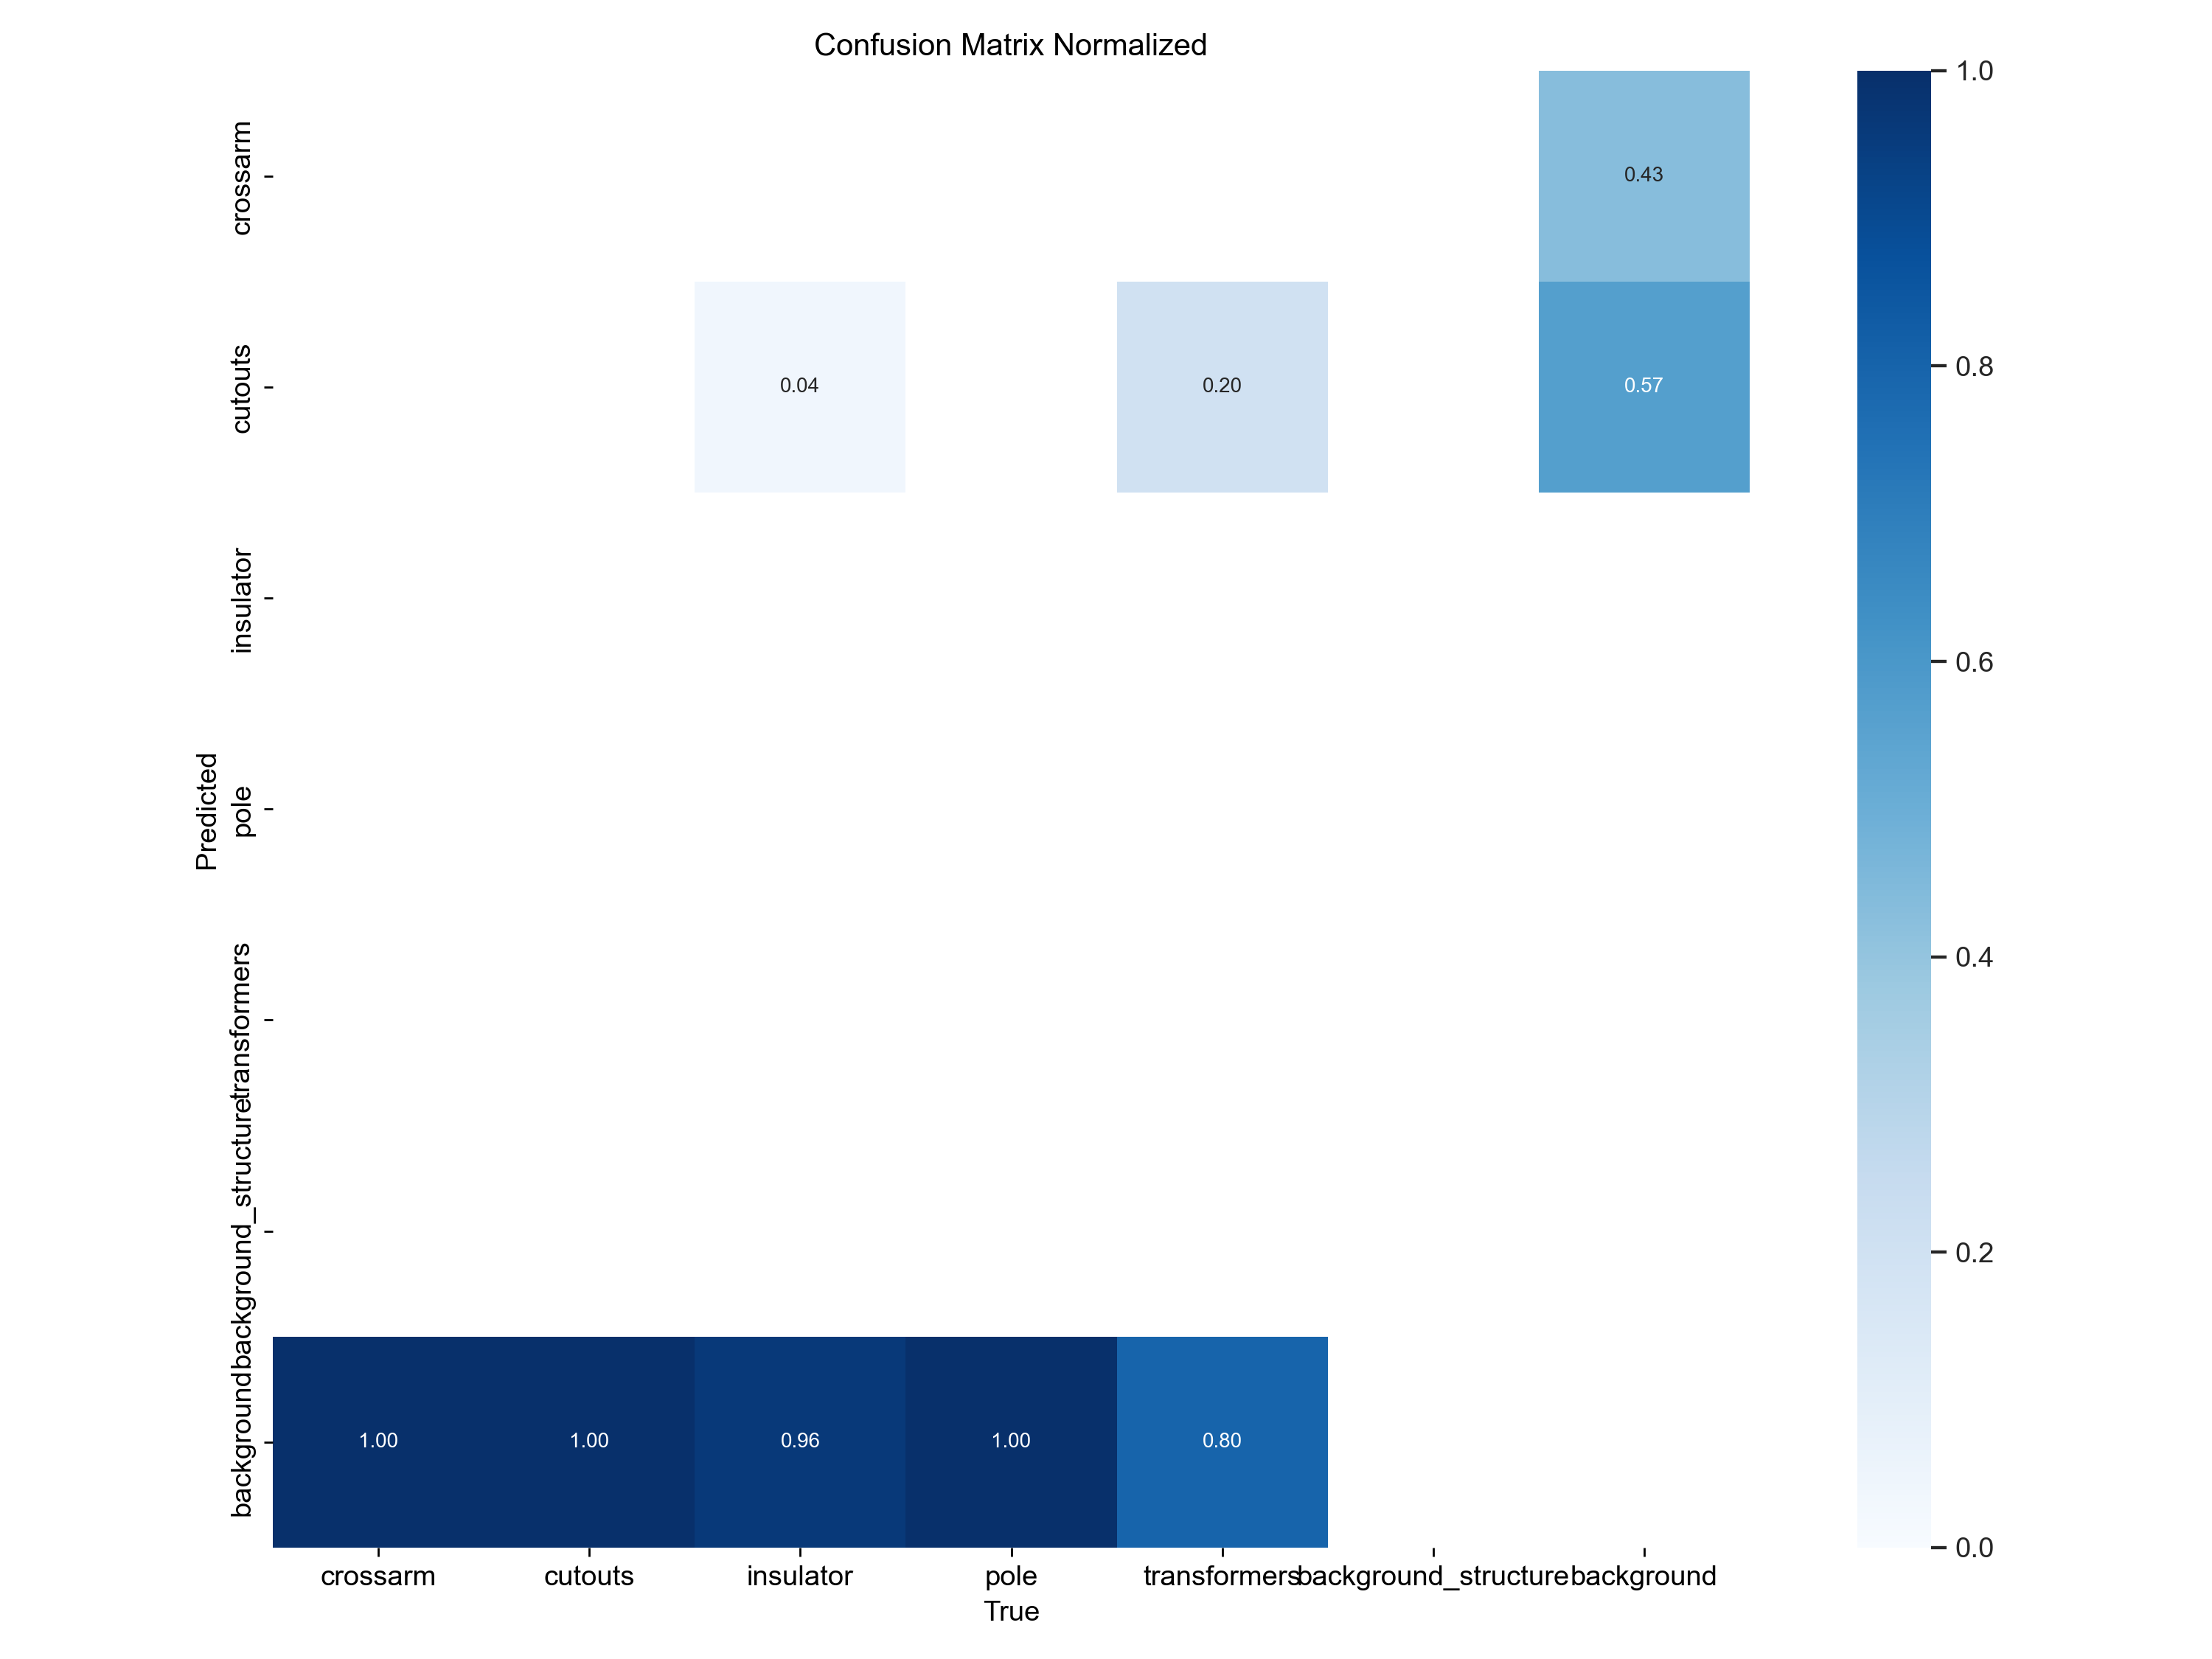 Confusion Matrix Normalized
crossarm
0.43
cutouts
0.04
0.20
0.57
insulator
pole
transformers
background_structure
background
1.00
1.00
0.96
1.00
0.80
Predicted
crossarm
cutouts
insulator
pole
transformers
background_structure
background
True
1.0
0.8
0.6
0.4
0.2
0.0